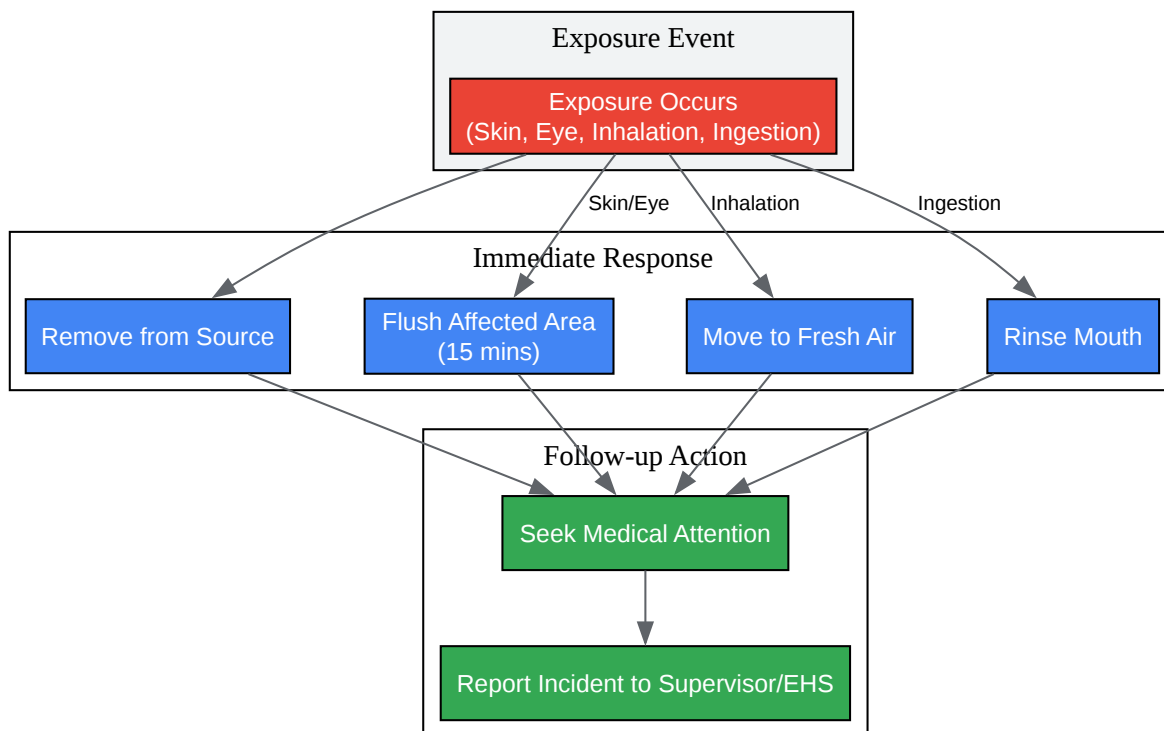 Exposure Event
Exposure Occurs
(Skin, Eye, Inhalation, Ingestion)
Skin/Eye
Inhalation
Ingestion
Immediate Response
Remove from Source
Flush Affected Area
(15 mins)
Move to Fresh Air
Rinse Mouth
Follow-up Action
Seek Medical Attention
Report Incident to Supervisor/EHS